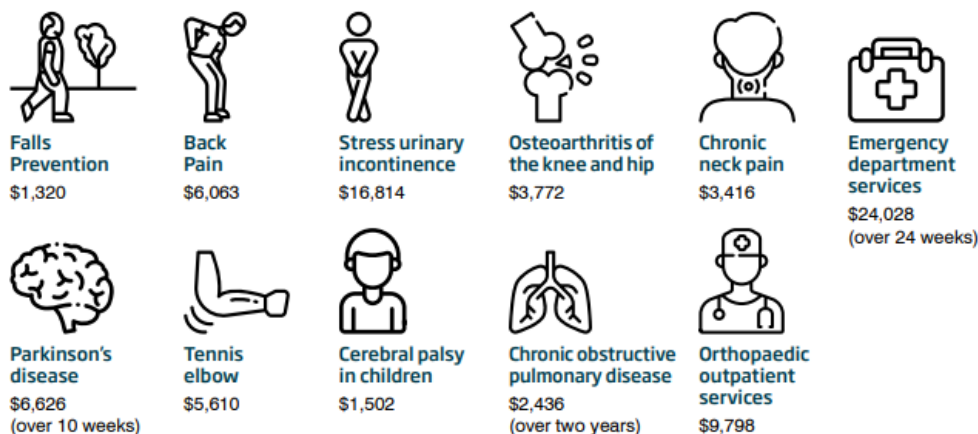 Falls
Prevention
$1,320
Back
Pain
$6,063
Stress urinary
incontinence
$16,814
Osteoarthritis of
the knee and hip
$3,772
Chronic
neck pain
$3,416
Emergency
department
services
$24,028
(over 24 weeks)
Parkinson's
disease
$6,626
(over 10 weeks)
Tennis
elbow
$5,610
Cerebral palsy
in children
$1,502
Chronic obstructive
pulmonary disease
$2,436
(over two years)
Orthopaedic
outpatient
services
$9,798